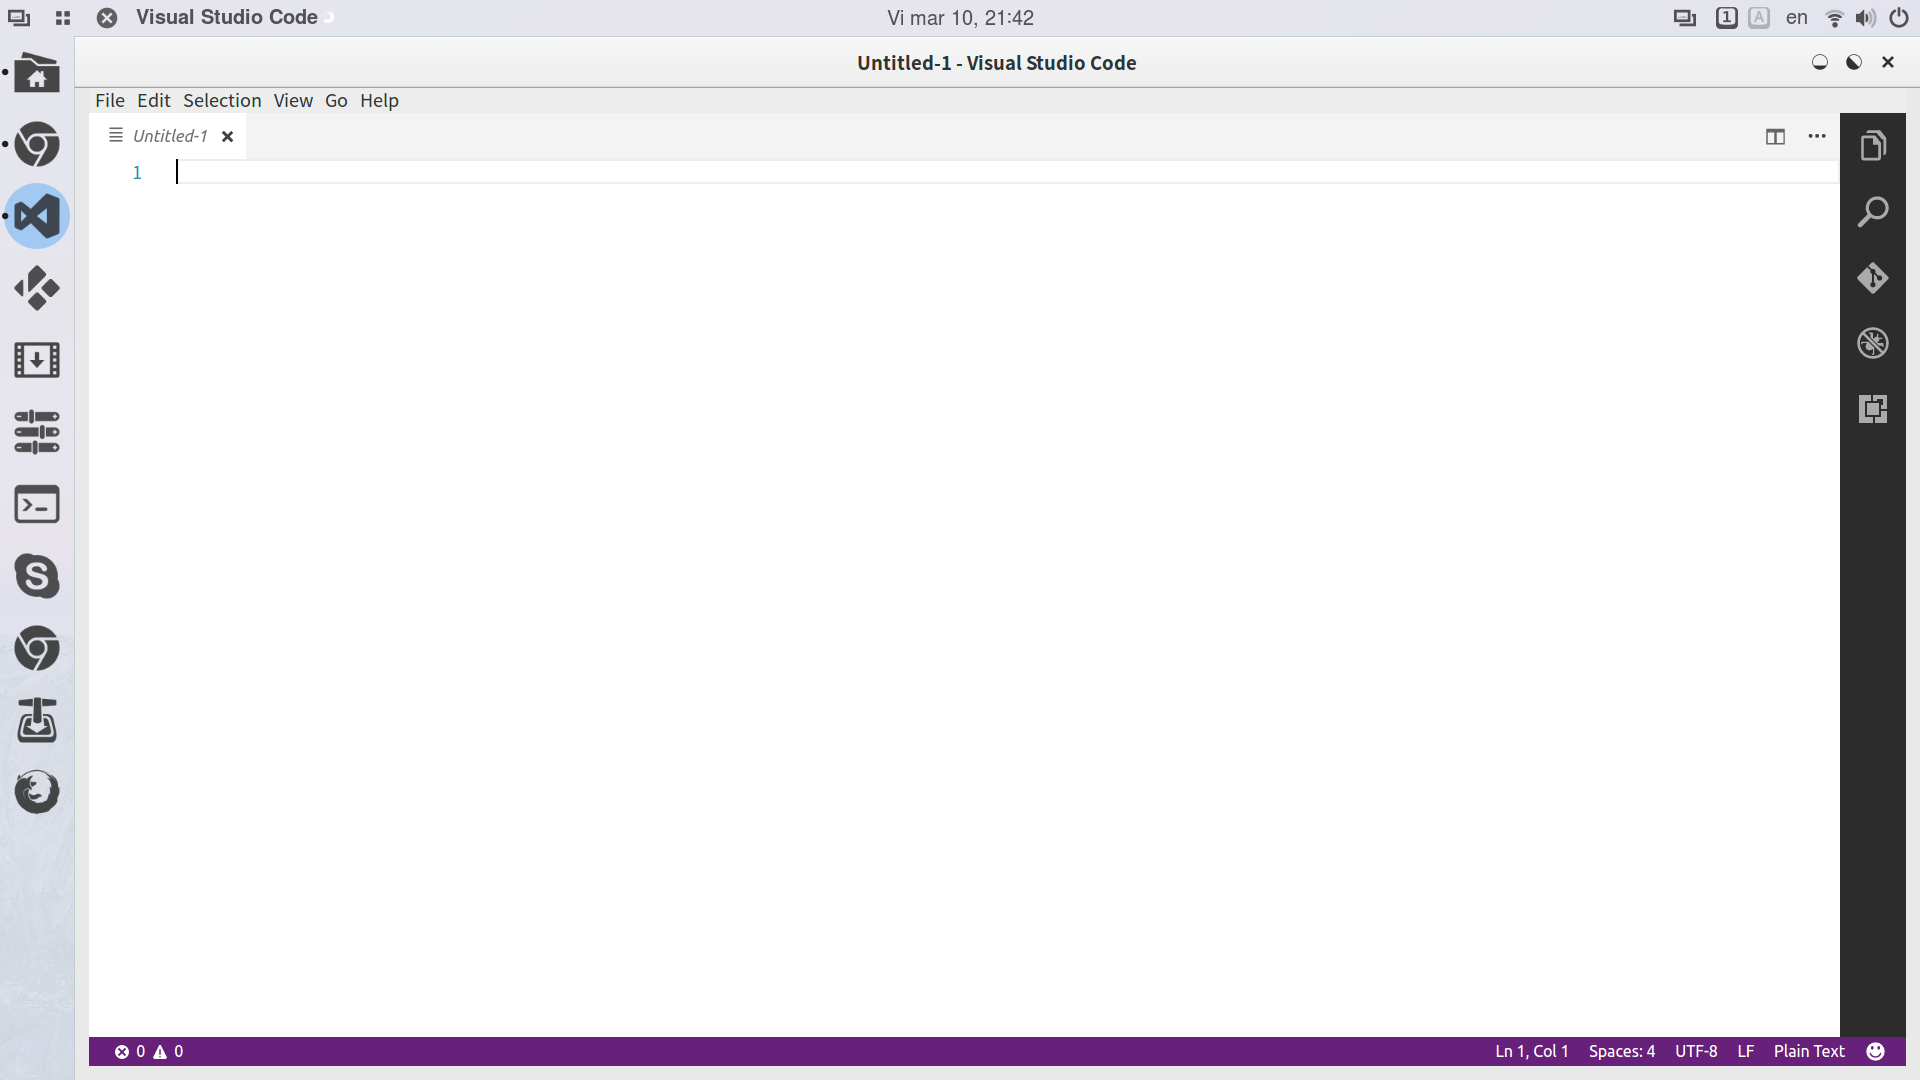 Visual Studio Code
Vi mar 10, 21:42
1
A
en
Untitled-1 - Visual Studio Code
File Edit Selection View Go Help
Untitled-1
1
0 0
Ln 1, Col 1 Spaces: 4 UTF-8 LF Plain Text